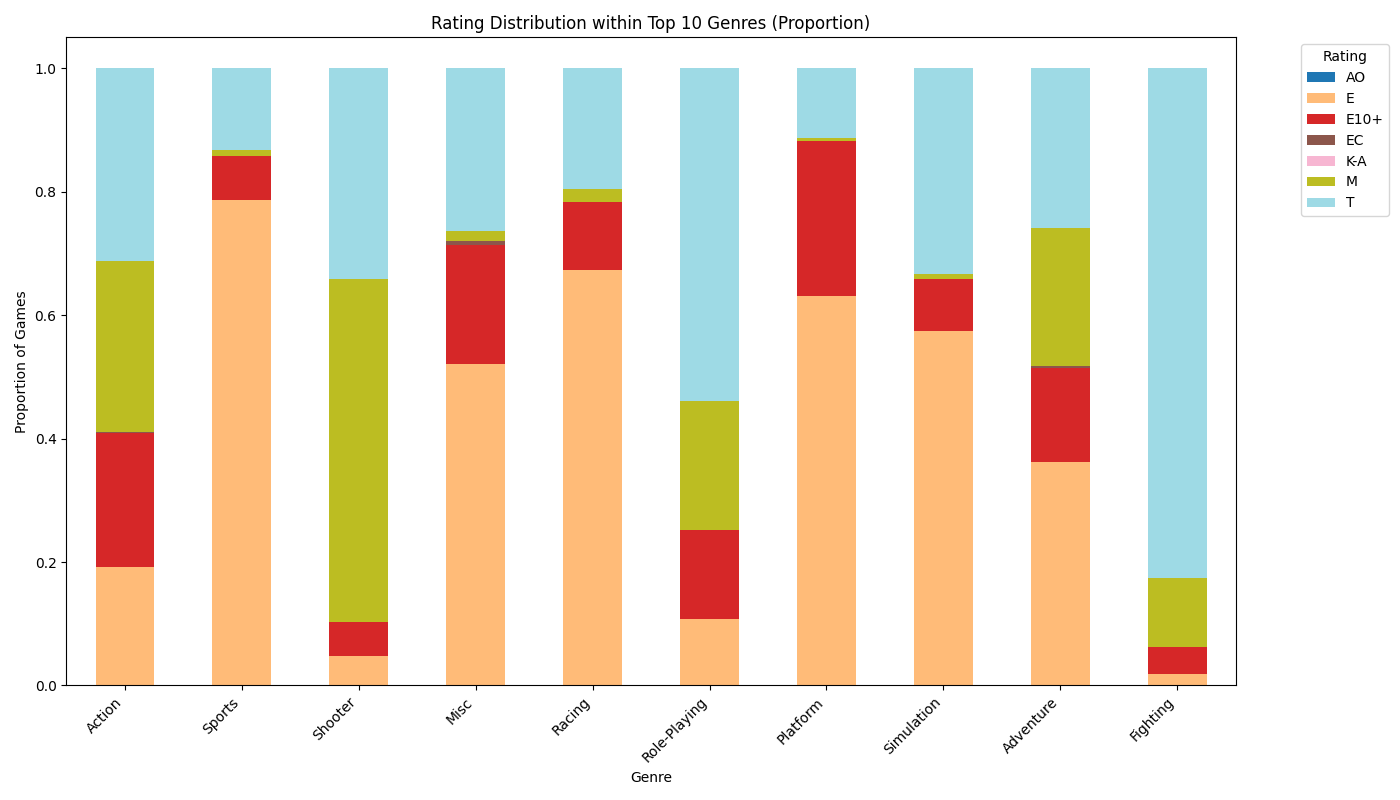 Rating Distribution within Top 10 Genres (Proportion)
Proportion of Games
1.0
0.8
0.6
0.4
0.2
0.0
Action
Sports
Shooter
Misc
Racing
Role-Playing
Platform
Simulation
Adventure
Fighting
Genre
Rating
AO
E
E10+
EC
K-A
M
T